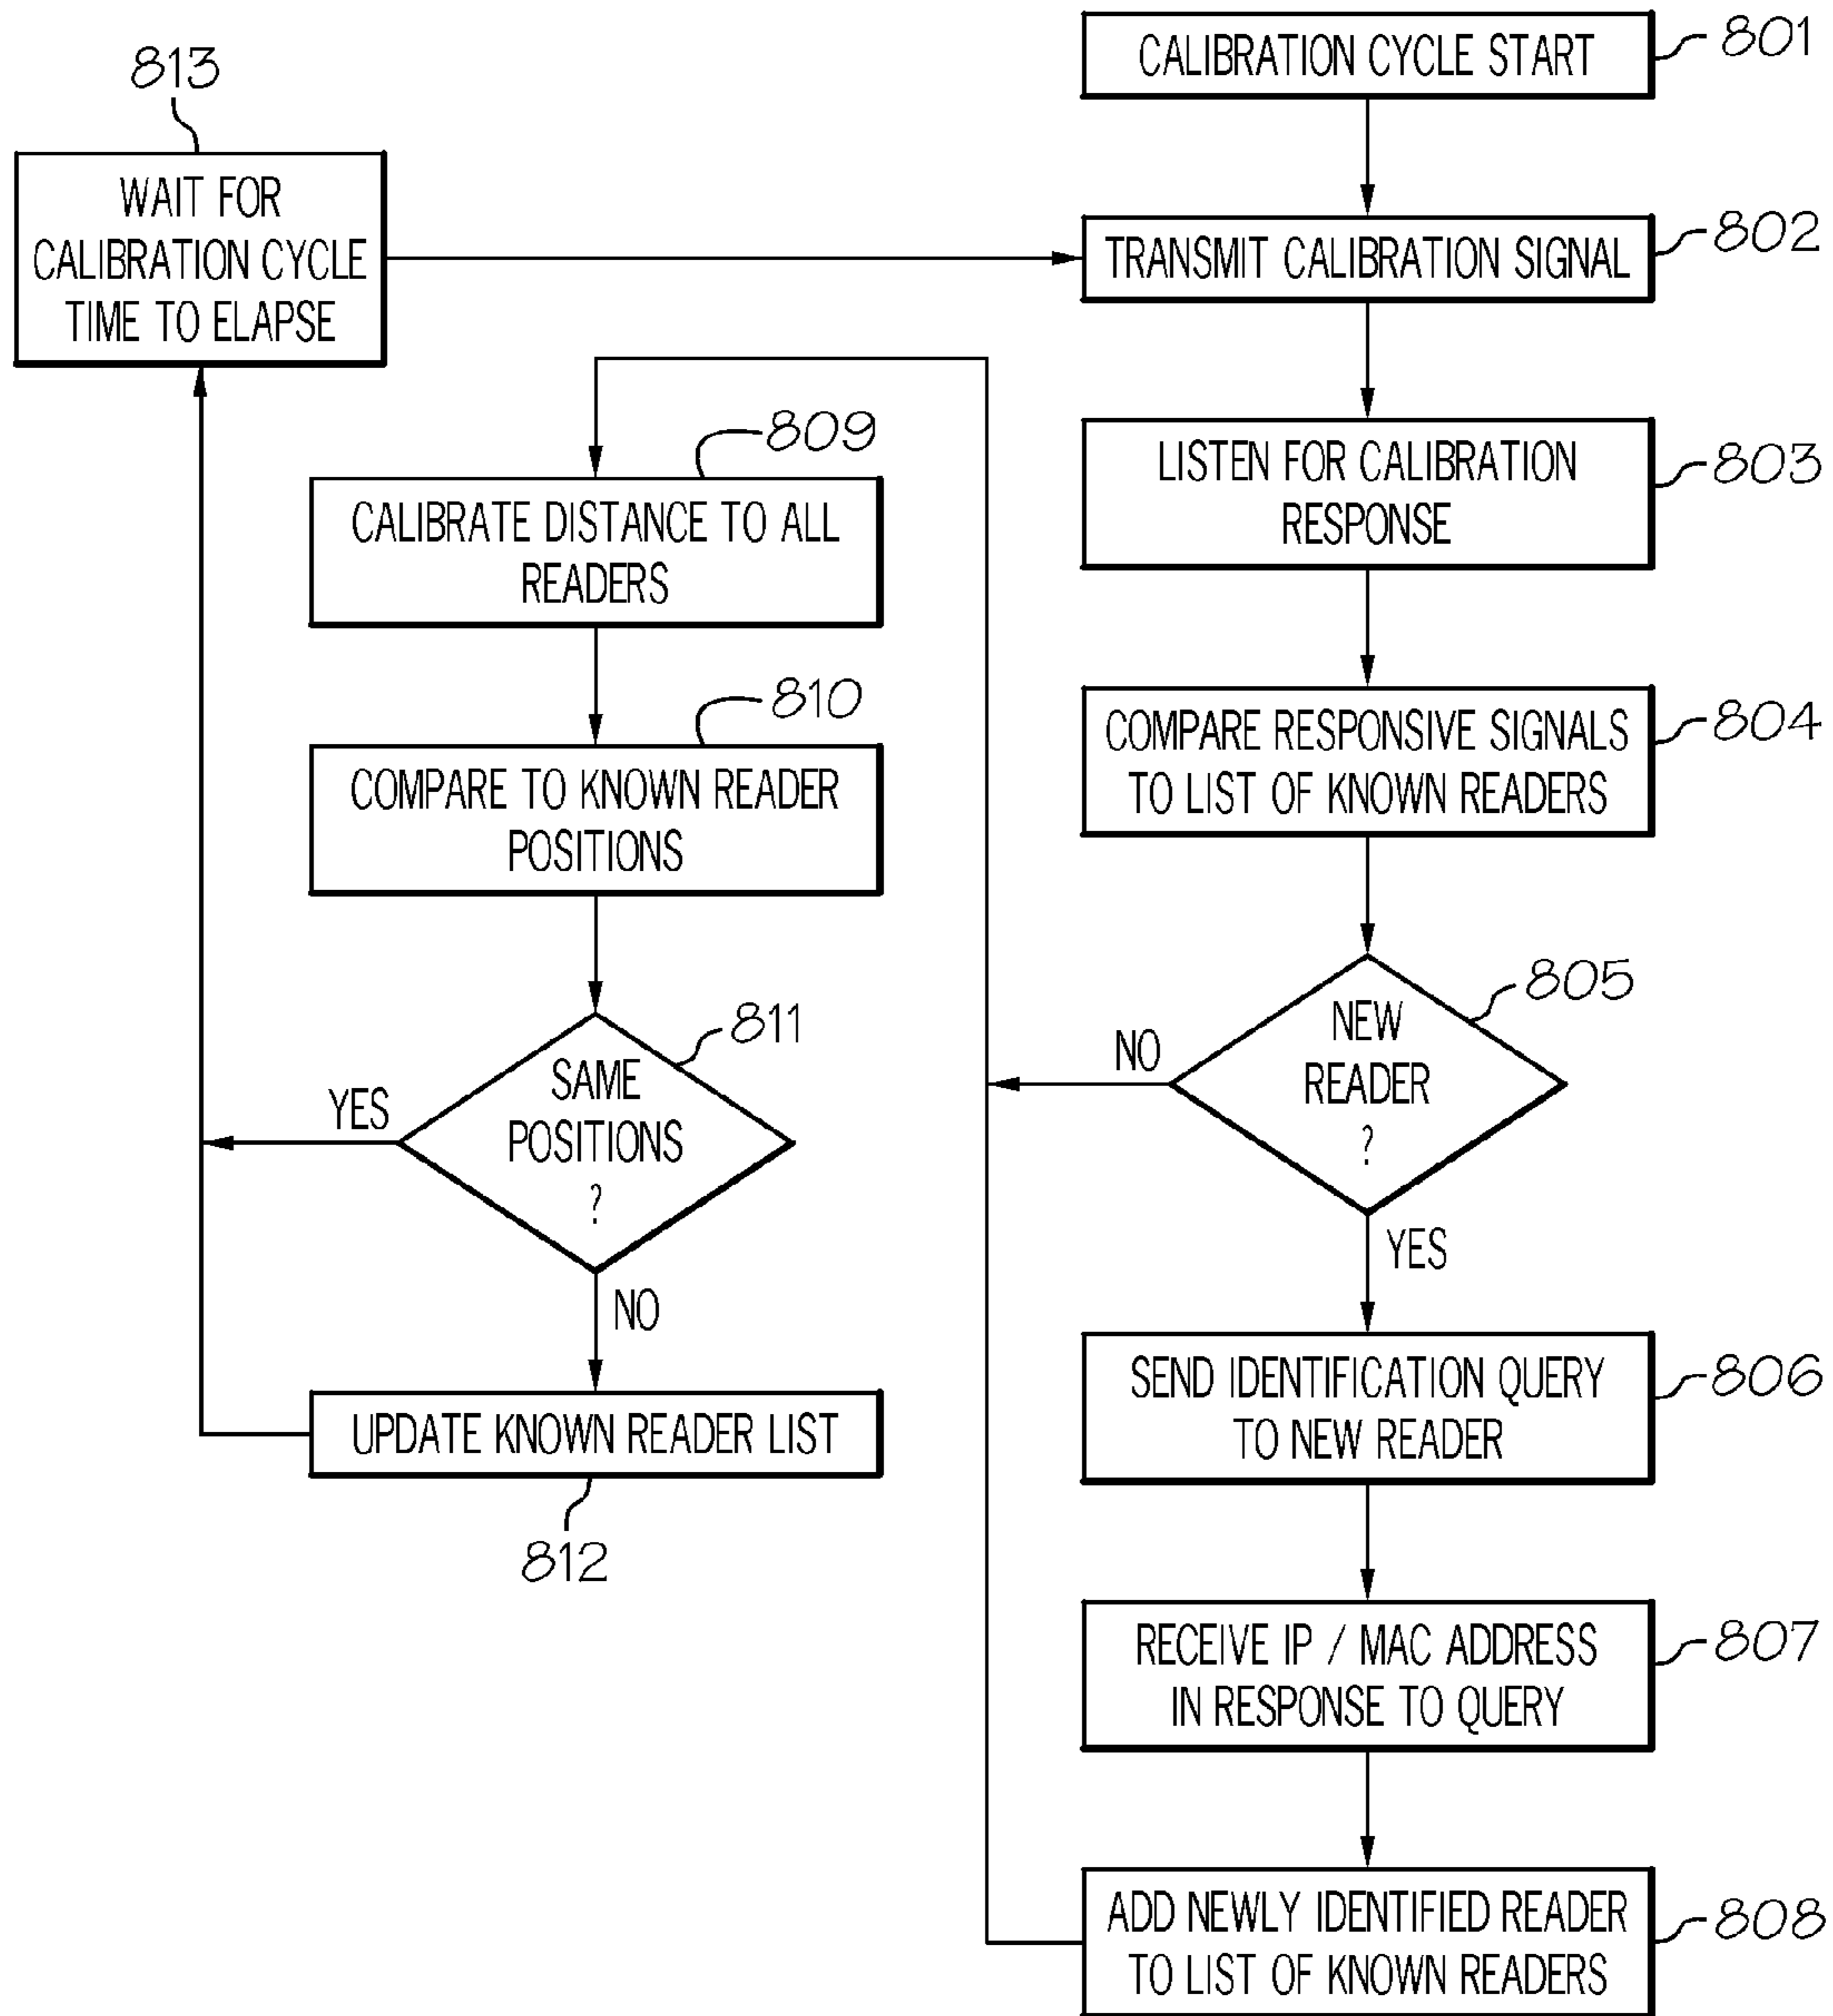 CALIBRATION CYCLE START
801
813
WAIT FOR
CALIBRATION CYCLE
TIME TO ELAPSE
TRANSMIT CALIBRATION SIGNAL
802
LISTEN FOR CALIBRATION
RESPONSE
803
COMPARE RESPONSIVE SIGNALS
TO LIST OF KNOWN READERS
804
NEW
READER
?
805
NO
YES
SEND IDENTIFICATION QUERY
TO NEW READER
806
RECEIVE IP / MAC ADDRESS
IN RESPONSE TO QUERY
807
ADD NEWLY IDENTIFIED READER
TO LIST OF KNOWN READERS
808
809
CALIBRATE DISTANCE TO ALL
READERS
810
COMPARE TO KNOWN READER
POSITIONS
811
SAME
POSITIONS
?
YES
NO
UPDATE KNOWN READER LIST
812